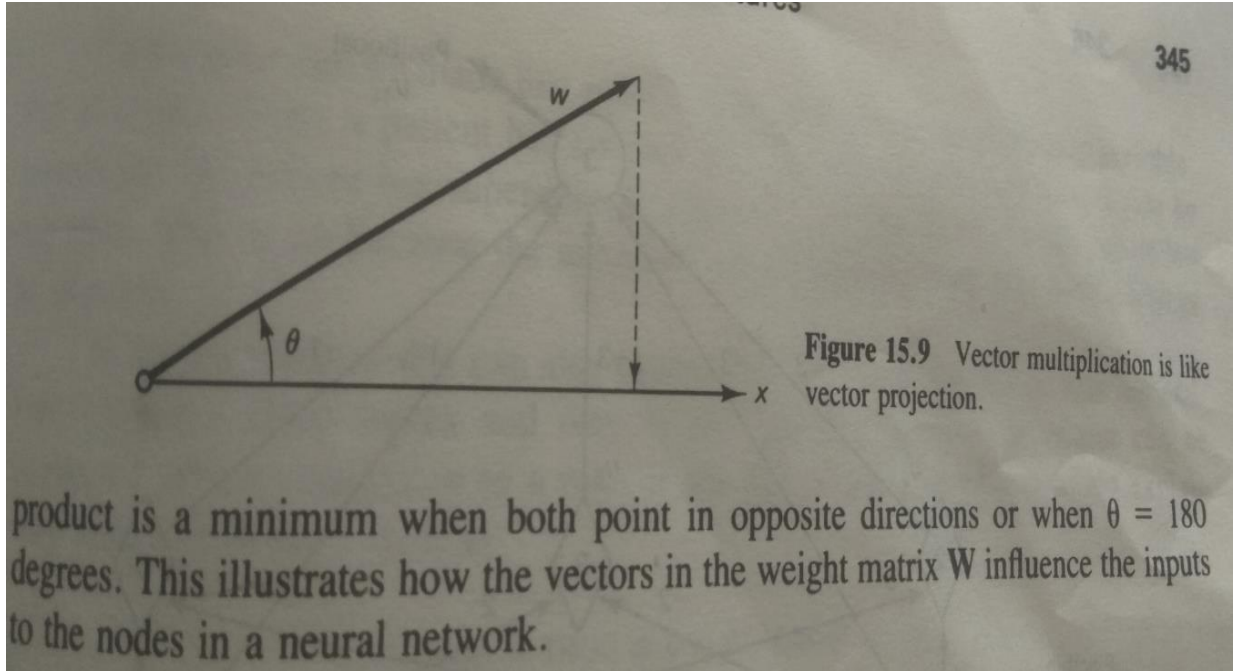 345
w
θ
x
Figure 15.9 Vector multiplication is like
vector projection.
product is a minimum when both point in opposite directions or when θ = 180
degrees. This illustrates how the vectors in the weight matrix W influence the inputs
to the nodes in a neural network.